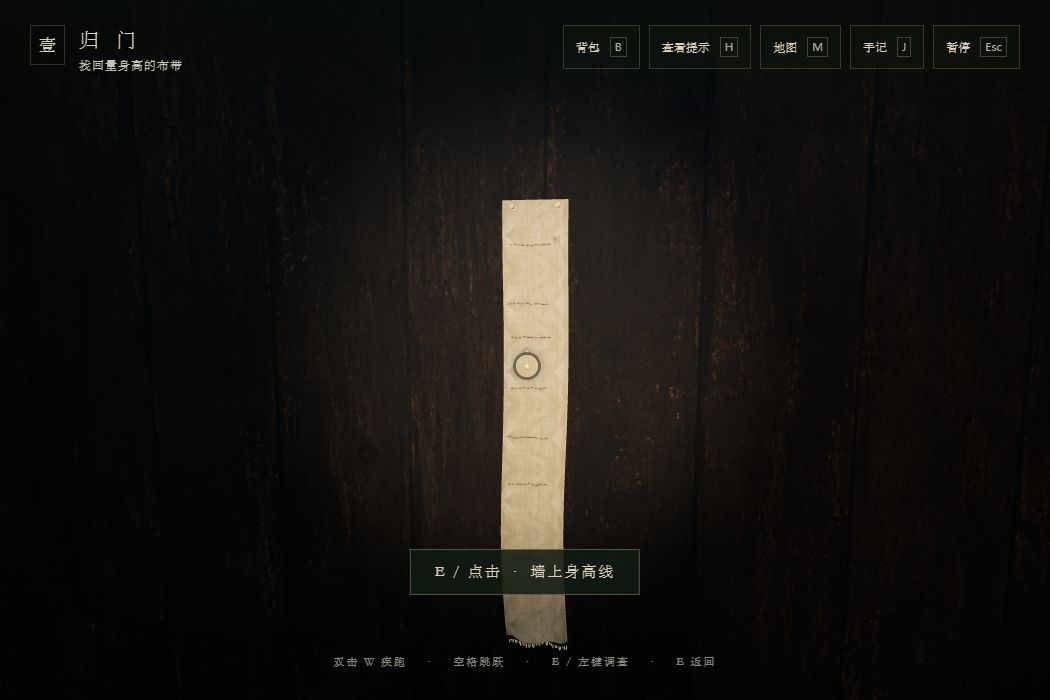 壹
归 门
找回量身高的布带
背包 B
查看提示 H
地图 M
手记 J
暂停 Esc
E / 点击 · 墙上身高线
双击 W 疾跑 · 空格跳跃 · E / 左键调查 · E 返回